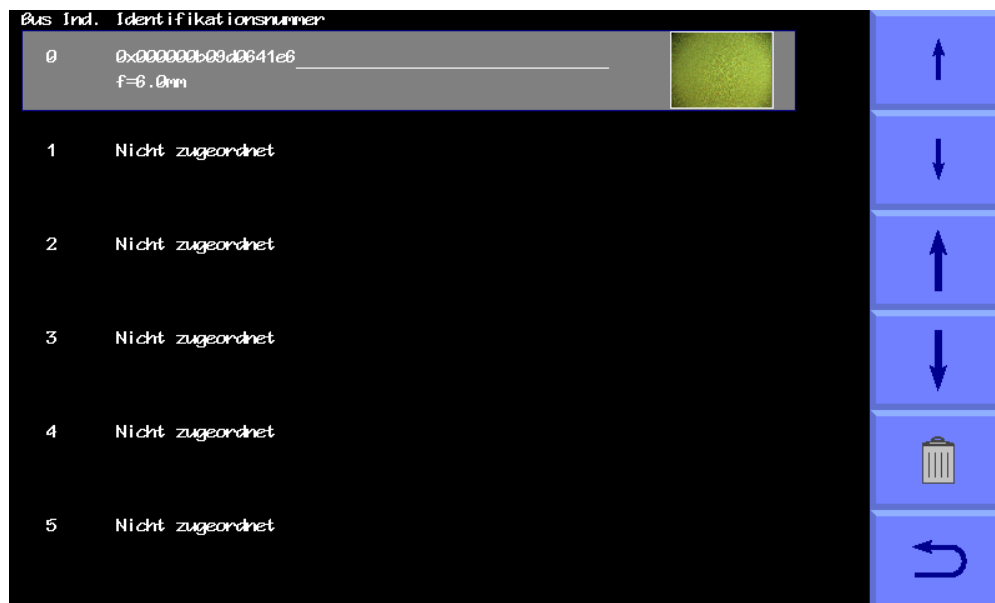 Bus Ind. Identifikationsnummer
0 0x000000b09d0641e6
f=6.0mm
1 Nicht zugeordnet
2 Nicht zugeordnet
3 Nicht zugeordnet
4 Nicht zugeordnet
5 Nicht zugeordnet